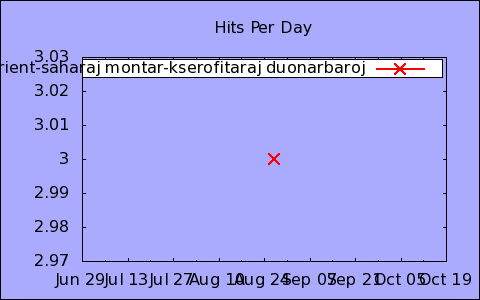 Hits Per Day
3.03
rient-saharaj montar-kserofitaraj duonarbaroj
3.02
3.01
3
2.99
2.98
2.97
Jun 29 Jul 13 Jul 27 Aug 10 Aug 24 Sep 07 Sep 21 Oct 05 Oct 19